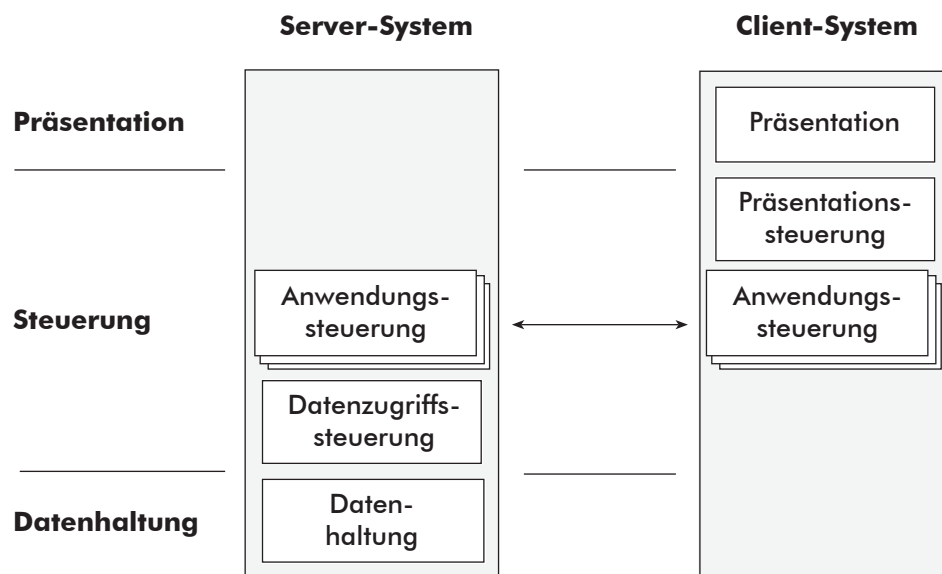 Server-System
Client-System
Präsentation
Präsentation
Präsentations-
steuerung
Steuerung
Anwendungs-
steuerung
Anwendungs-
steuerung
Datenzugriffs-
steuerung
Datenhaltung
Daten-
haltung